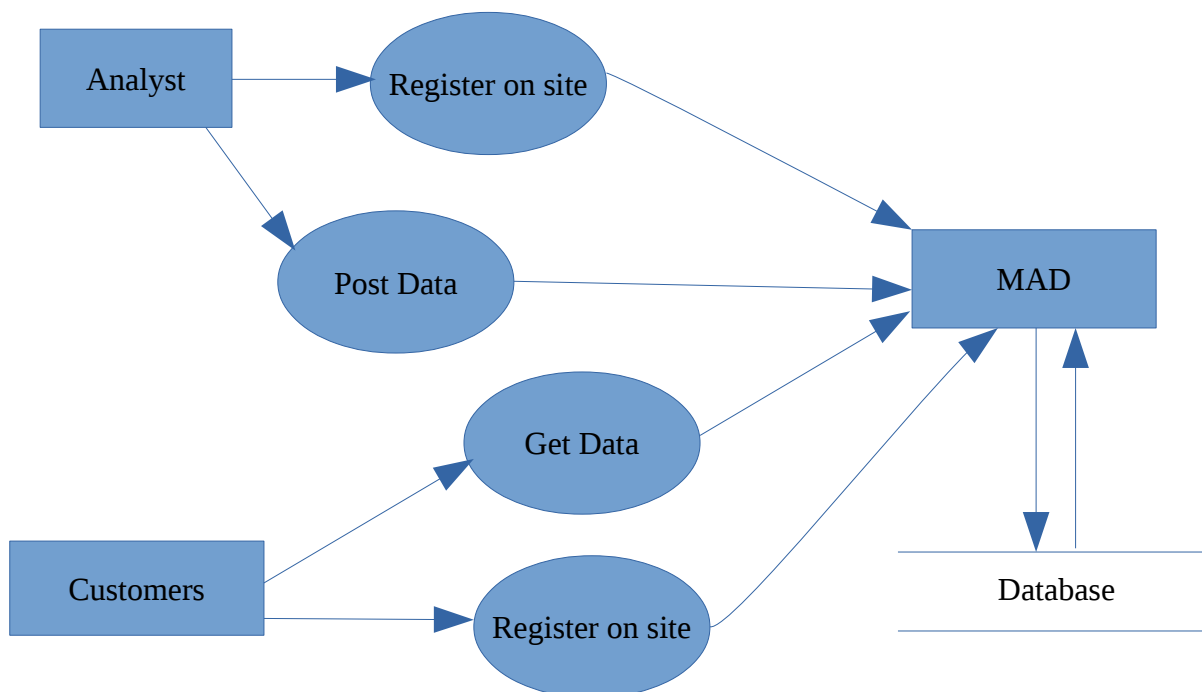 Analyst
Register on site
Post Data
MAD
Get Data
Customers
Database
Register on site